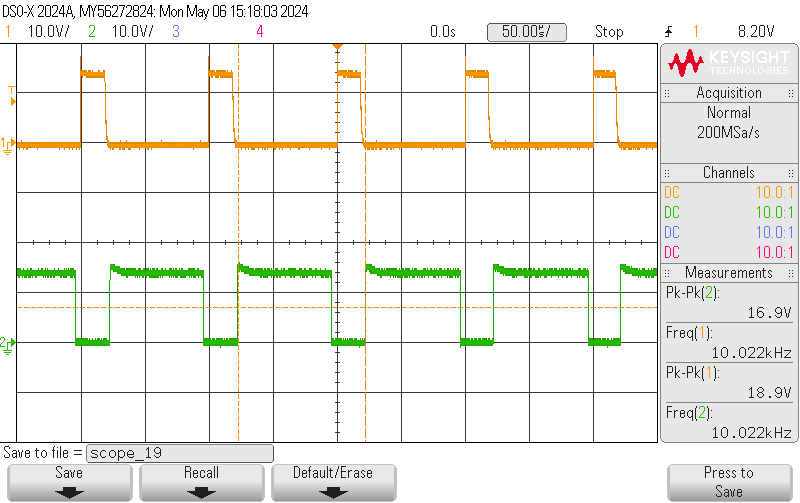 DSO-X 2024A, MY56272824: Mon May 06 15:18:03 2024
1 10.0V/ 2 10.0V/ 3 4 0.0s 50.00us/ Stop 1 8.20V
KEYSIGHT
TECHNOLOGIES
Acquisition
Normal
200MSa/s
Channels
DC 10.0:1
DC 10.0:1
DC 10.0:1
DC 10.0:1
Measurements
Pk-Pk(2):
16.9V
Freq(1):
10.022kHz
Pk-Pk(1):
18.9V
Freq(2):
10.022kHz
T
1
2
Save to file = scope_19
Save Recall Default/Erase Press to
Save